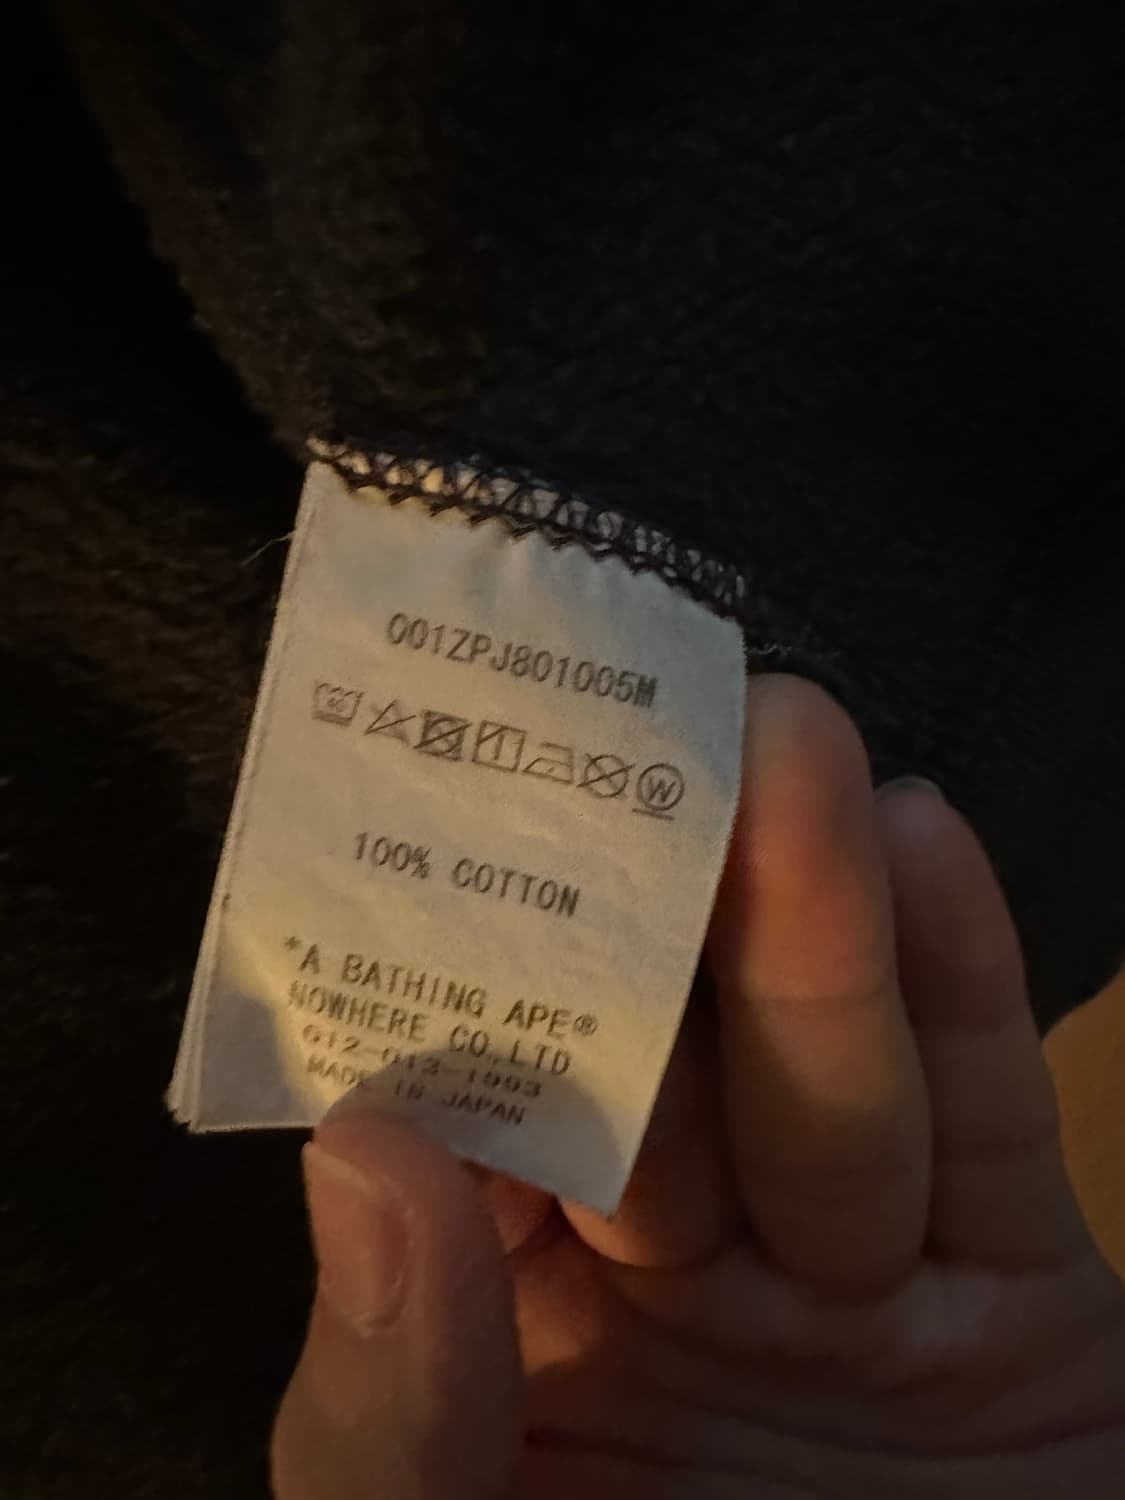 001ZPJ801005M
W
100% COTTON
*A BATHING APE®
NOWHERE CO.,LTD
012-012-1993
MADE IN JAPAN